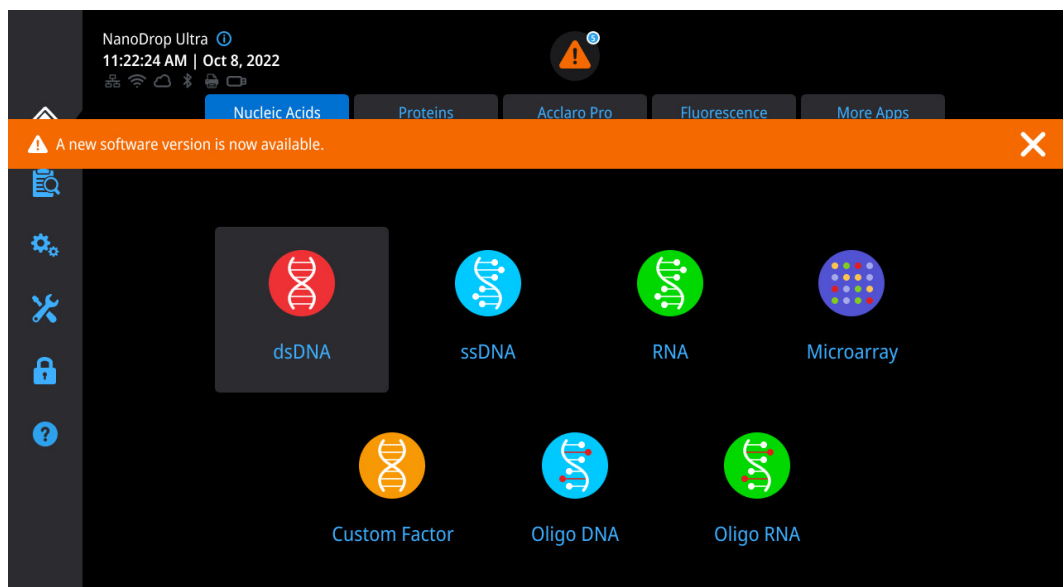 NanoDrop Ultra
11:22:24 AM | Oct 8, 2022
Nucleic Acids Proteins Acclaro Pro Fluorescence More Apps
A new software version is now available.
dsDNA ssDNA RNA Microarray
Custom Factor Oligo DNA Oligo RNA